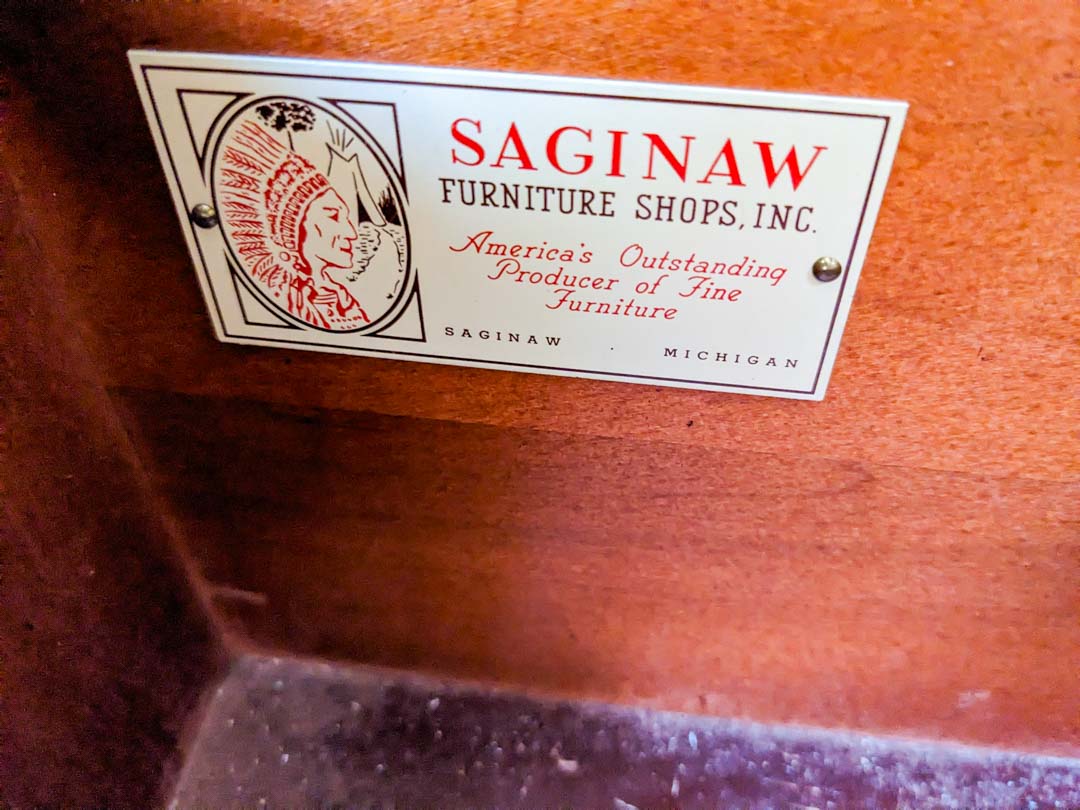 SAGINAW
FURNITURE SHOPS, INC.
America's Outstanding
Producer of Fine
Furniture
SAGINAW MICHIGAN